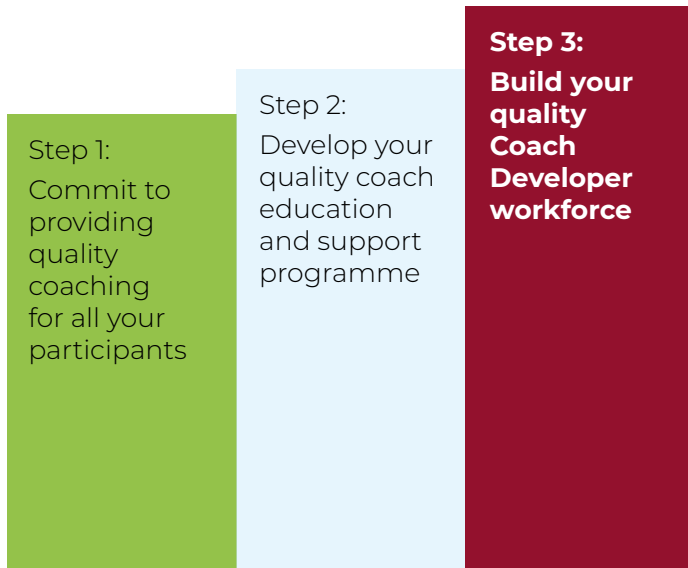 Step 1:
Commit to
providing
quality
coaching
for all your
participants
Step 2:
Develop your
quality coach
education
and support
programme
Step 3:
Build your
quality
Coach
Developer
workforce